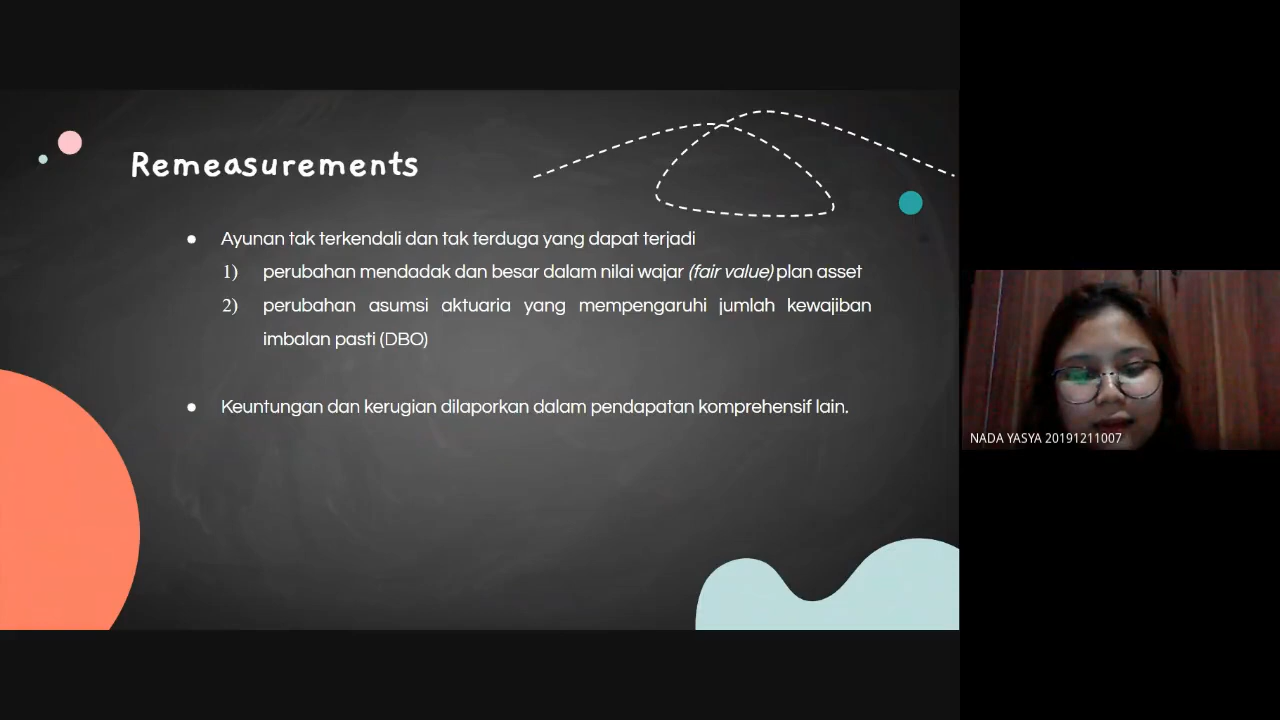 Remeasurements
● Ayunan tak terkendali dan tak terduga yang dapat terjadi
1) perubahan mendadak dan besar dalam nilai wajar (fair value) plan asset
2) perubahan asumsi aktuaria yang mempengaruhi jumlah kewajiban
imbalan pasti (DBO)
● Keuntungan dan kerugian dilaporkan dalam pendapatan komprehensif lain.
NADA YASYA 20191211007